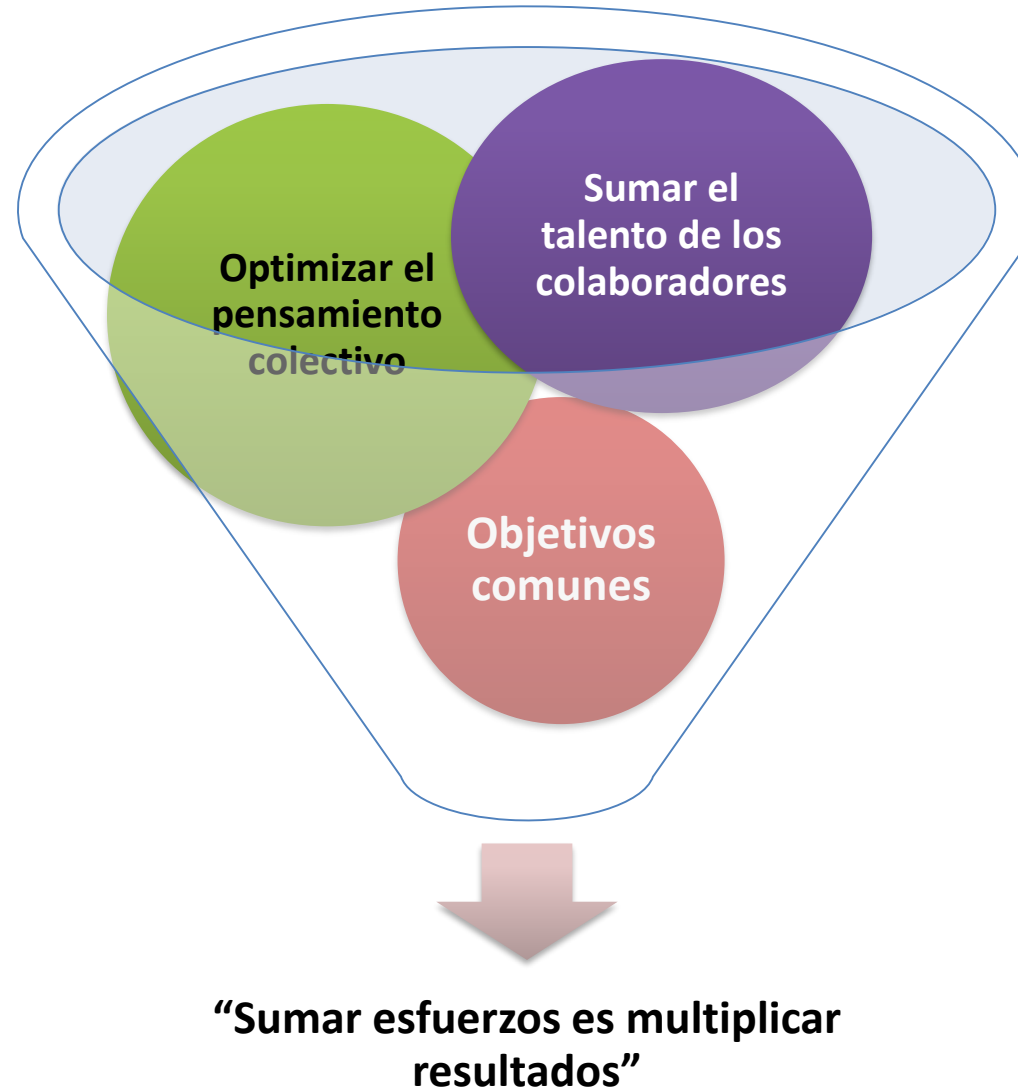 Optimizar el
pensamiento
colectivo
Sumar el
talento de los
colaboradores
Objetivos
comunes
“Sumar esfuerzos es multiplicar
resultados”